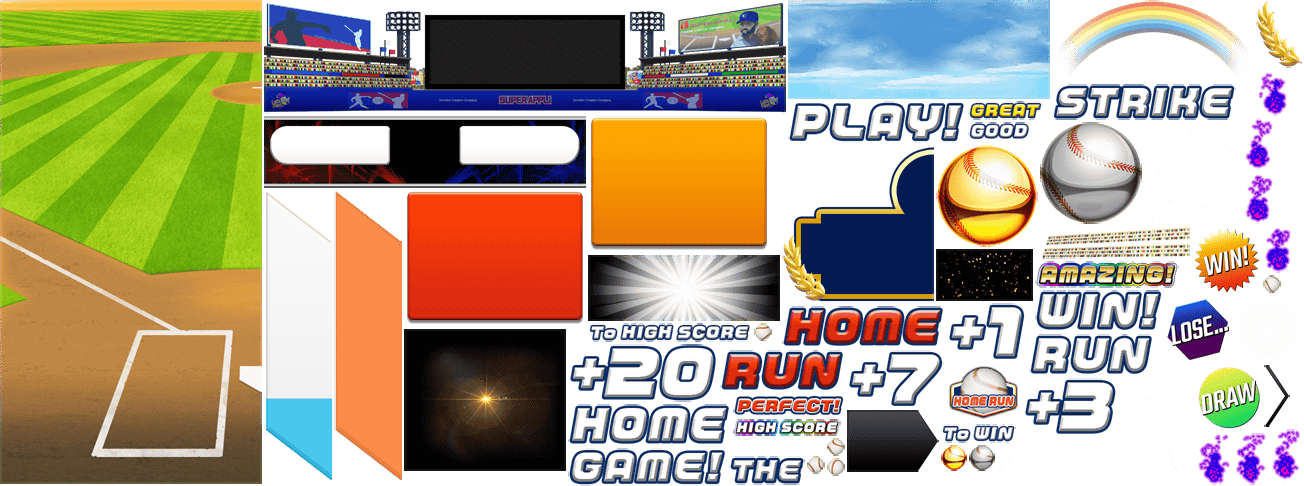 SUPERAPPLI
PLAY!
GREAT
GOOD
STRIKE
AMAZING!
WIN!
LOSE...
DRAW
WIN!
RUN
+3
To HIGH SCORE
HOME
RUN
+1
+20
+7
PERFECT!
HIGH SCORE
HOME
GAME!
THE
HOME RUN
To WIN